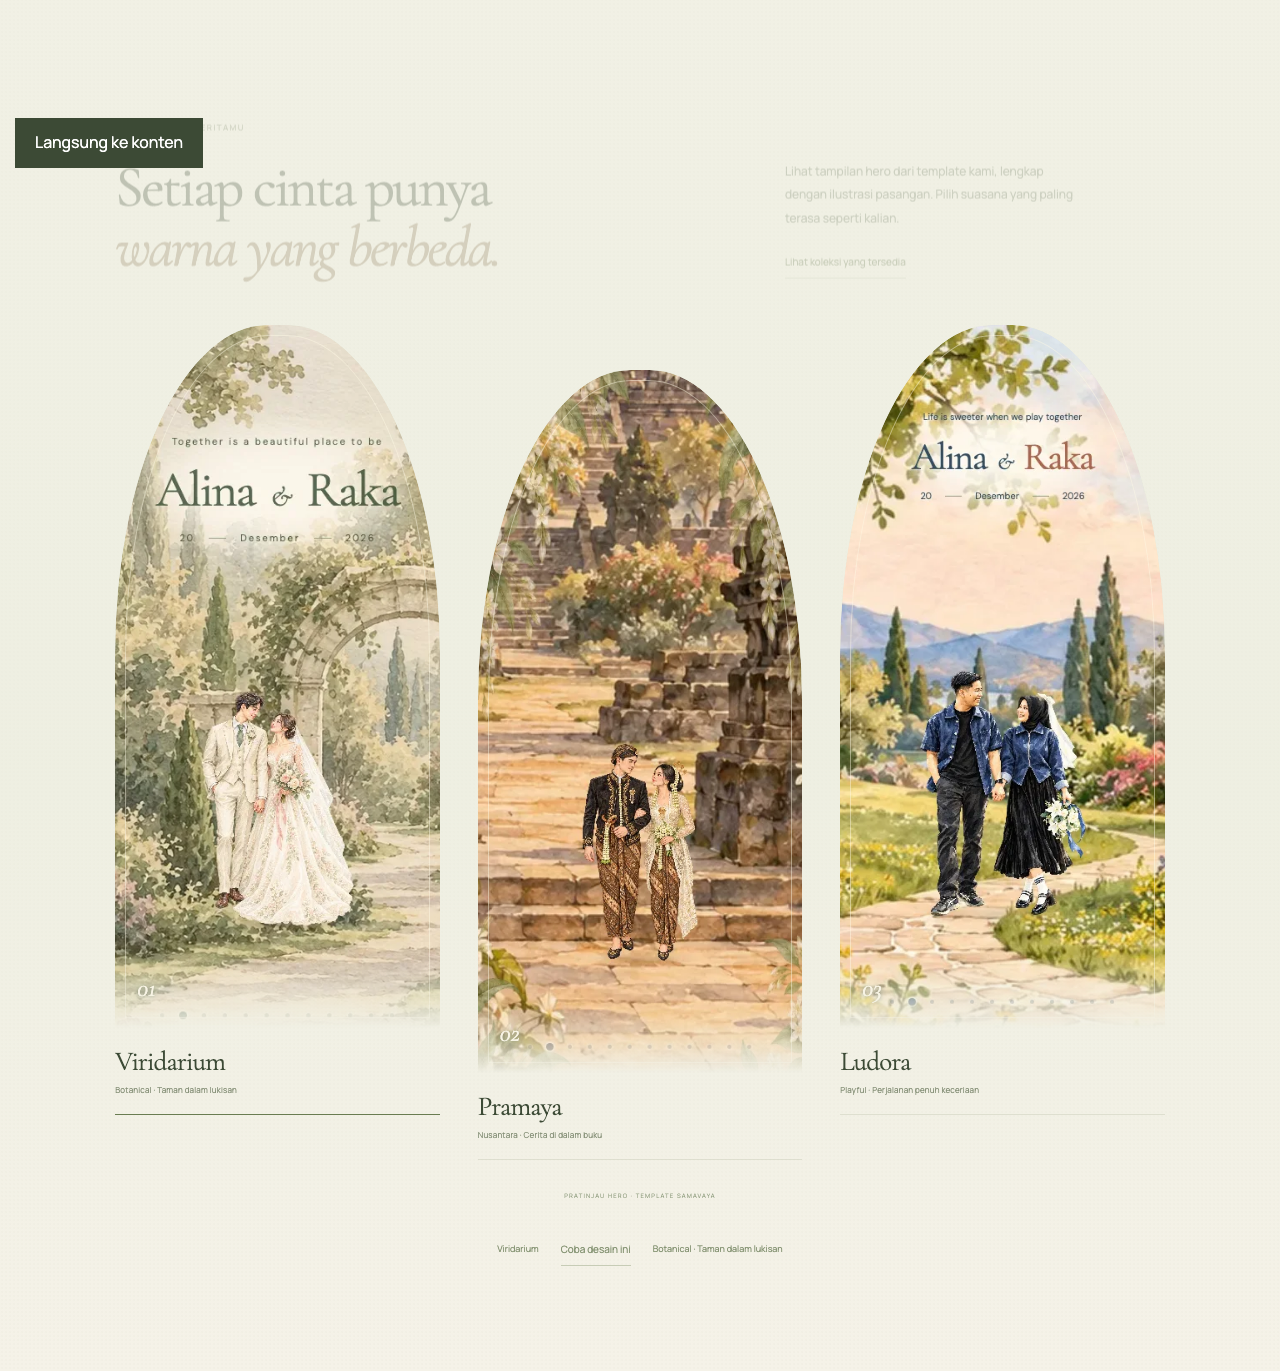 Langsung ke konten
ERITAMU
Setiap cinta punya
warna yang berbeda.
Lihat tampilan hero dari template kami, lengkap
dengan ilustrasi pasangan. Pilih suasana yang paling
terasa seperti kalian.
Lihat koleksi yang tersedia
Together is a beautiful place to be
Alina & Raka
20 — Desember — 2026
01
Viridarium
Botanical · Taman dalam lukisan
02
Pramaya
Nusantara · Cerita di dalam buku
Life is sweeter when we play together
Alina & Raka
20 — Desember — 2026
03
Ludora
Playful · Perjalanan penuh keceriaan
PRATINJAU HERO · TEMPLATE SAMAVAYA
Viridarium Coba desain ini Botanical · Taman dalam lukisan